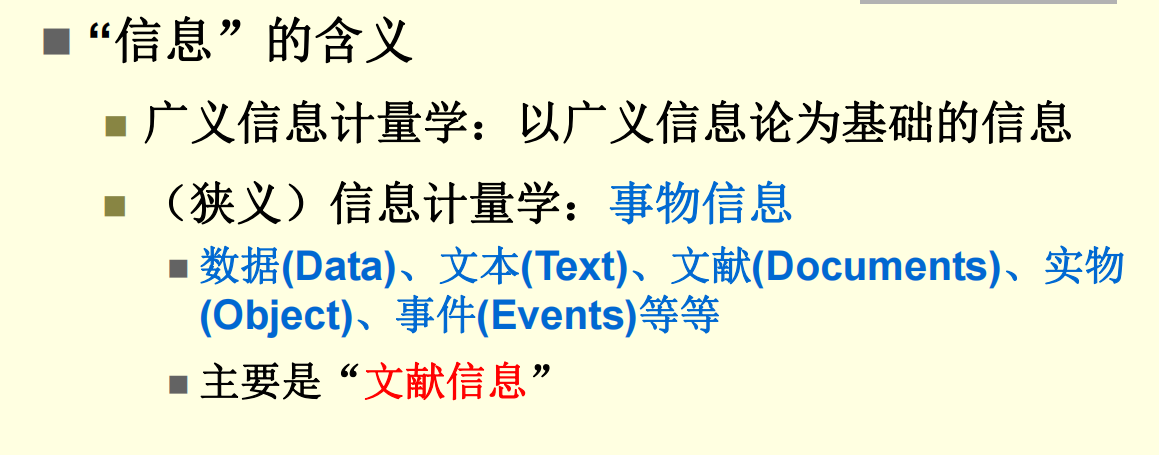 “信息”的含义
广义信息计量学：以广义信息论为基础的信息
（狭义）信息计量学：事物信息
数据(Data)、文本(Text)、文献(Documents)、实物
(Object)、事件(Events)等等
主要是“文献信息”